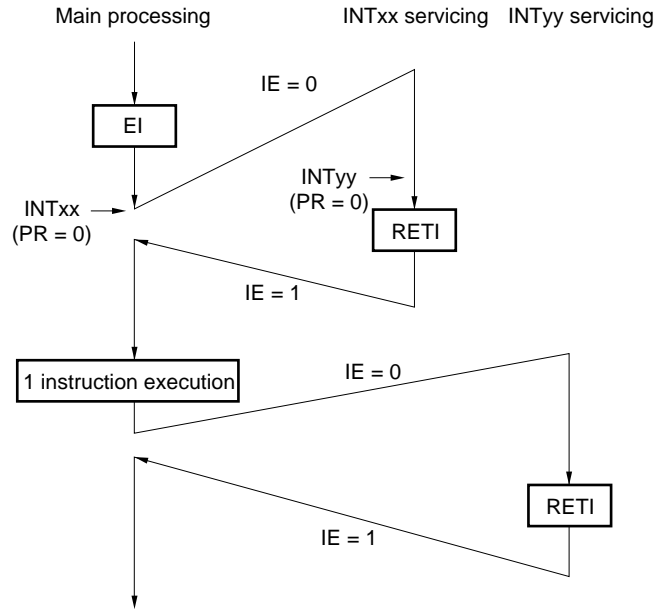 Main processing
INTxx servicing
INTyy servicing
IE = 0
EI
INTyy
(PR = 0)
INTxx
(PR = 0)
RETI
IE = 1
1 instruction execution
IE = 0
RETI
IE = 1